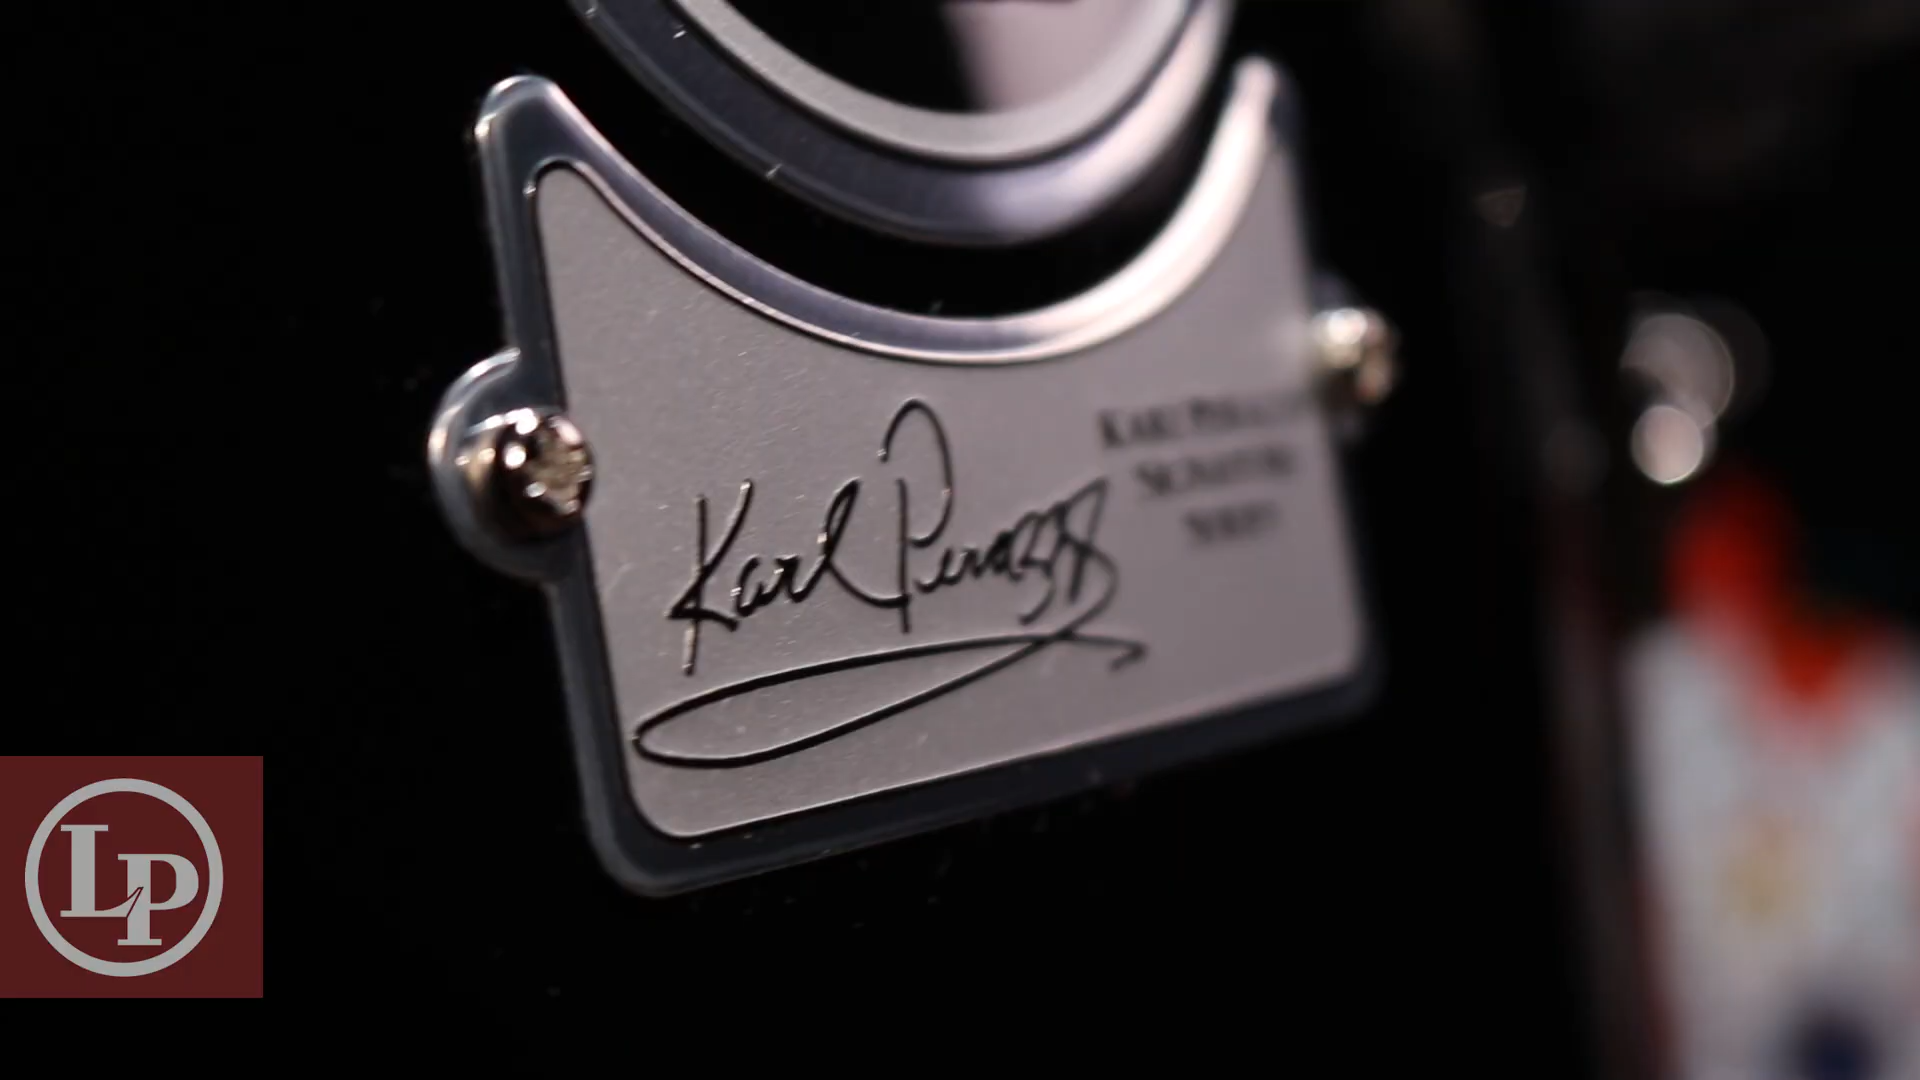 Karl Perazzo
KARL PERAZZO
SIGNATURE
SERIES
LP